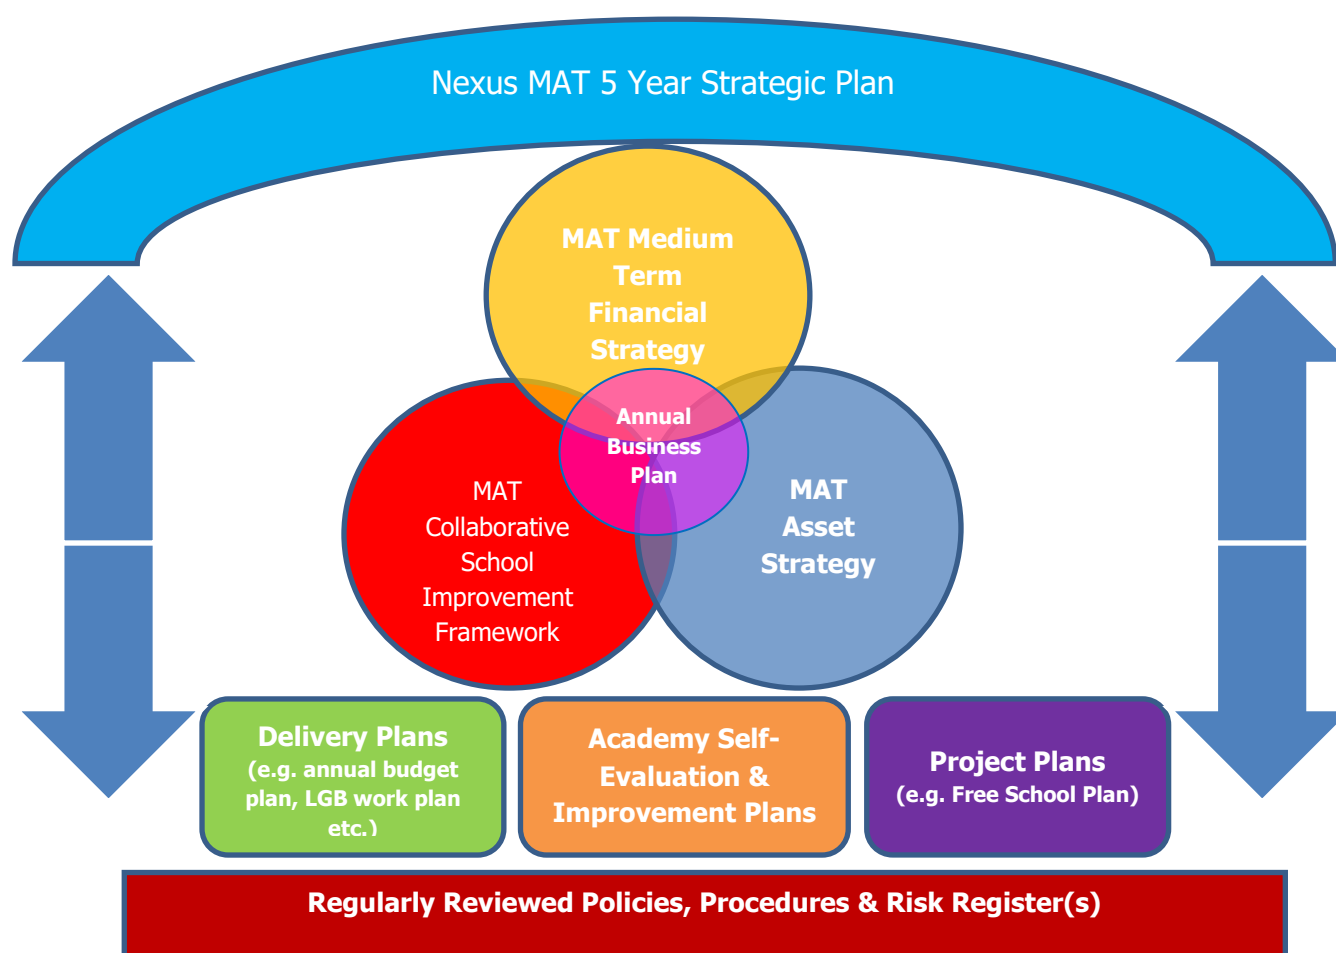 Nexus MAT 5 Year Strategic Plan
MAT Medium
Term
Financial
Strategy
Annual
Business
Plan
MAT
Collaborative
School
Improvement
Framework
MAT
Asset
Strategy
Delivery Plans
(e.g. annual budget
plan, LGB work plan
etc.)
Academy Self-
Evaluation &
Improvement Plans
Project Plans
(e.g. Free School Plan)
Regularly Reviewed Policies, Procedures & Risk Register(s)